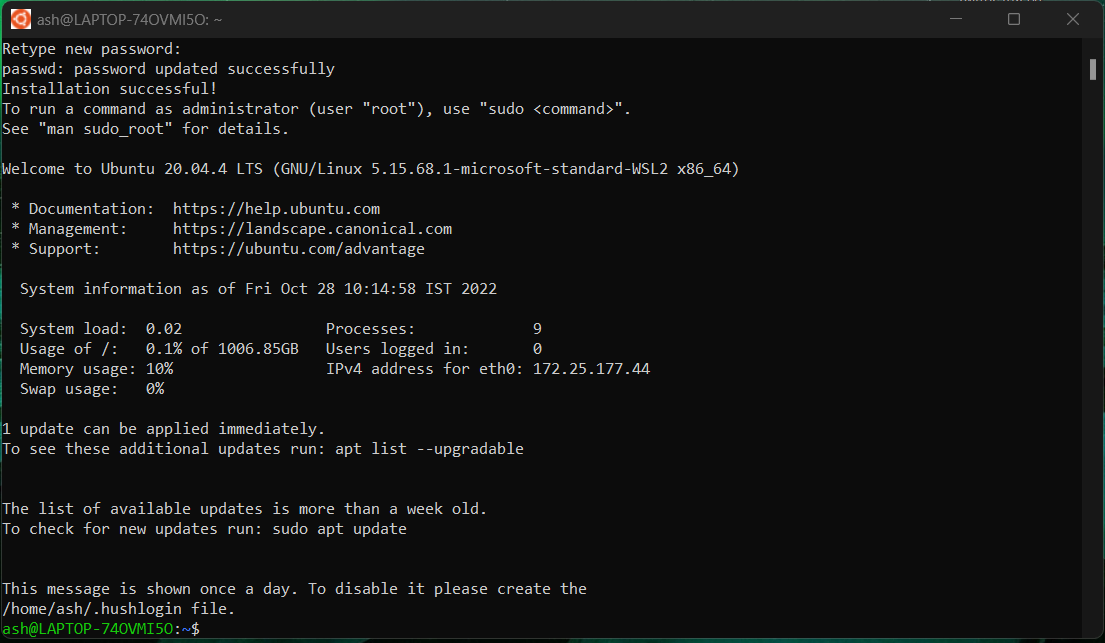 ash@LAPTOP-74OVMI5O: ~
Retype new password:
passwd: password updated successfully
Installation successful!
To run a command as administrator (user "root"), use "sudo <command>".
See "man sudo_root" for details.

Welcome to Ubuntu 20.04.4 LTS (GNU/Linux 5.15.68.1-microsoft-standard-WSL2 x86_64)

 * Documentation:  https://help.ubuntu.com
 * Management:     https://landscape.canonical.com
 * Support:        https://ubuntu.com/advantage

  System information as of Fri Oct 28 10:14:58 IST 2022

  System load:  0.02                Processes:             9
  Usage of /:   0.1% of 1006.85GB   Users logged in:       0
  Memory usage: 10%                 IPv4 address for eth0: 172.25.177.44
  Swap usage:   0%

1 update can be applied immediately.
To see these additional updates run: apt list --upgradable


The list of available updates is more than a week old.
To check for new updates run: sudo apt update


This message is shown once a day. To disable it please create the
/home/ash/.hushlogin file.
ash@LAPTOP-74OVMI5O:~$